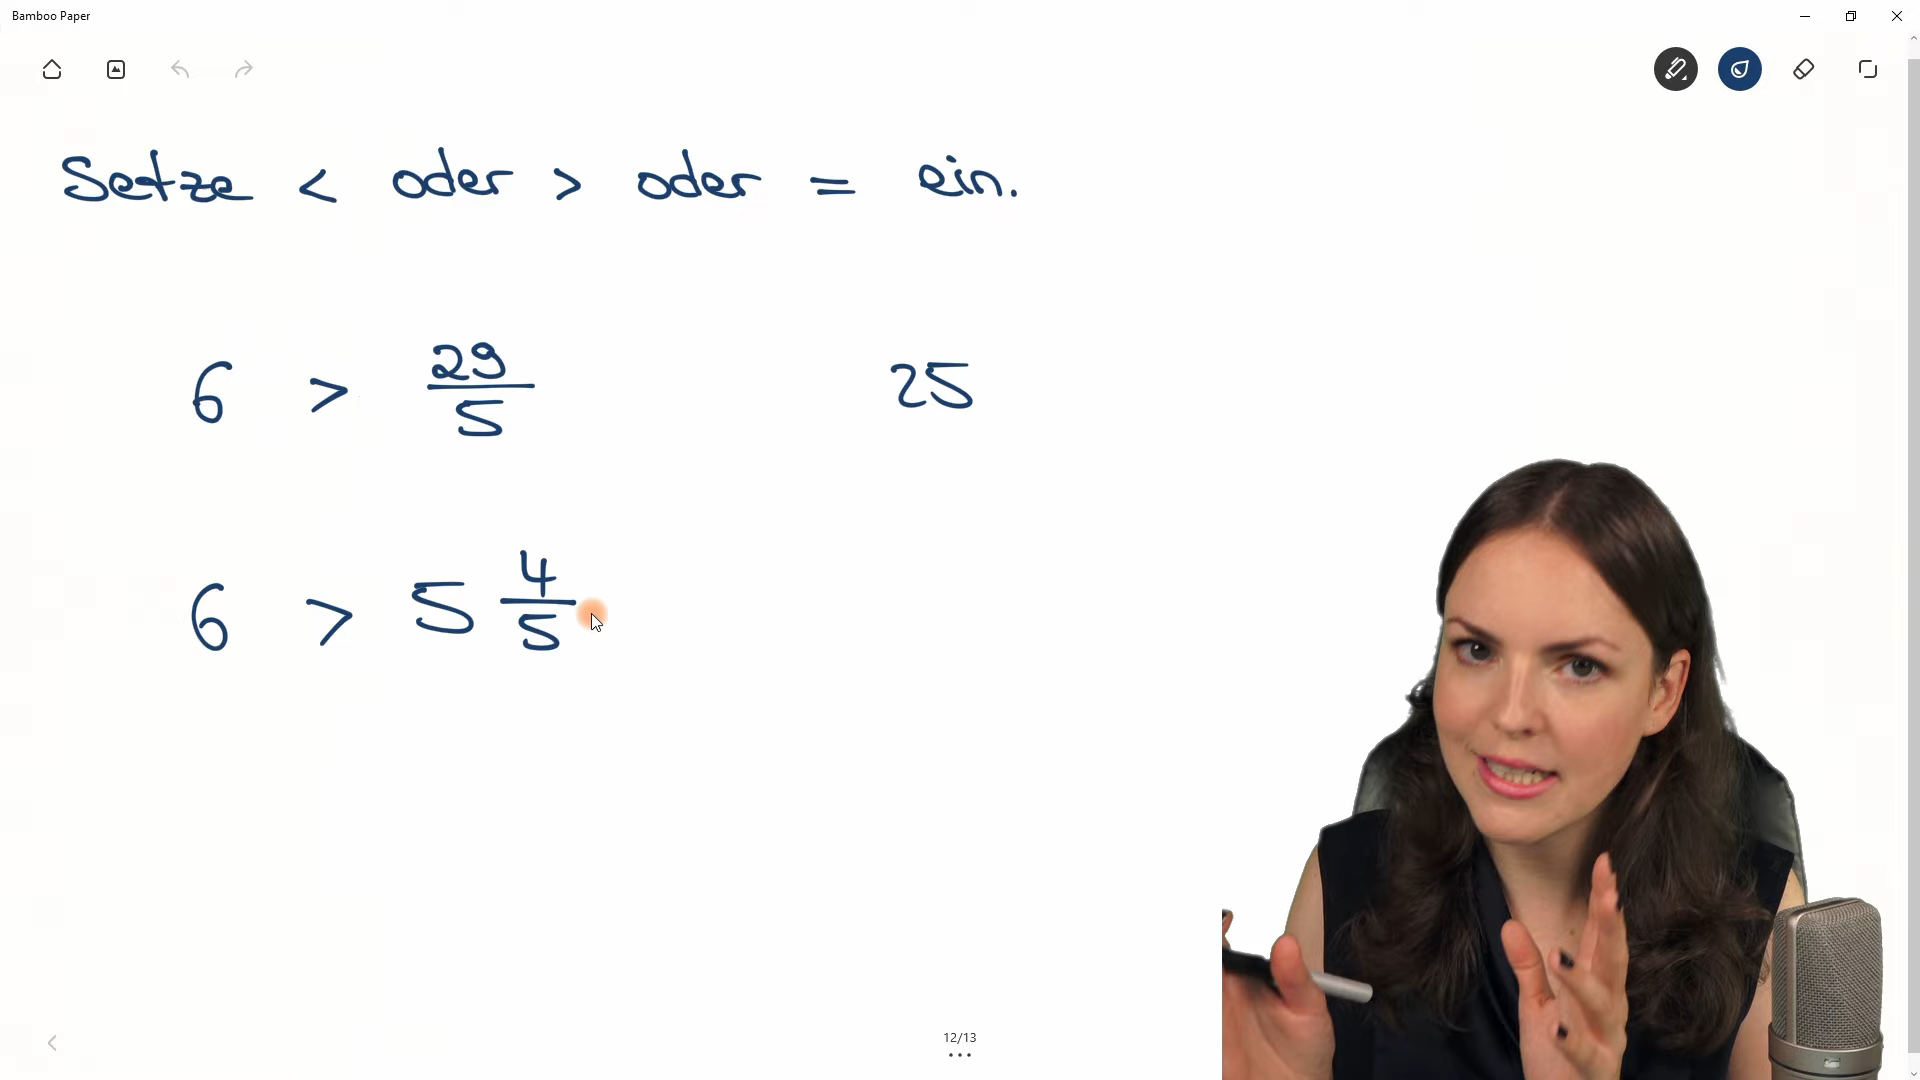 Bamboo Paper
Setze < oder > oder = ein.
6 > 29/5
25
6 > 5 4/5
12/13